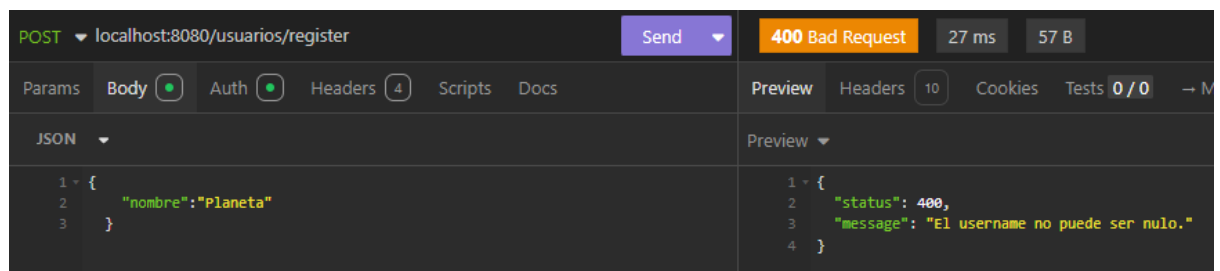 POST localhost:8080/usuarios/register Send 400 Bad Request 27 ms 57 B
Params Body Auth Headers 4 Scripts Docs Preview Headers 10 Cookies Tests 0 / 0 → M
JSON Preview
1 {
2 "nombre":"Planeta"
3 }
1 {
2 "status": 400,
3 "message": "El username no puede ser nulo."
4 }